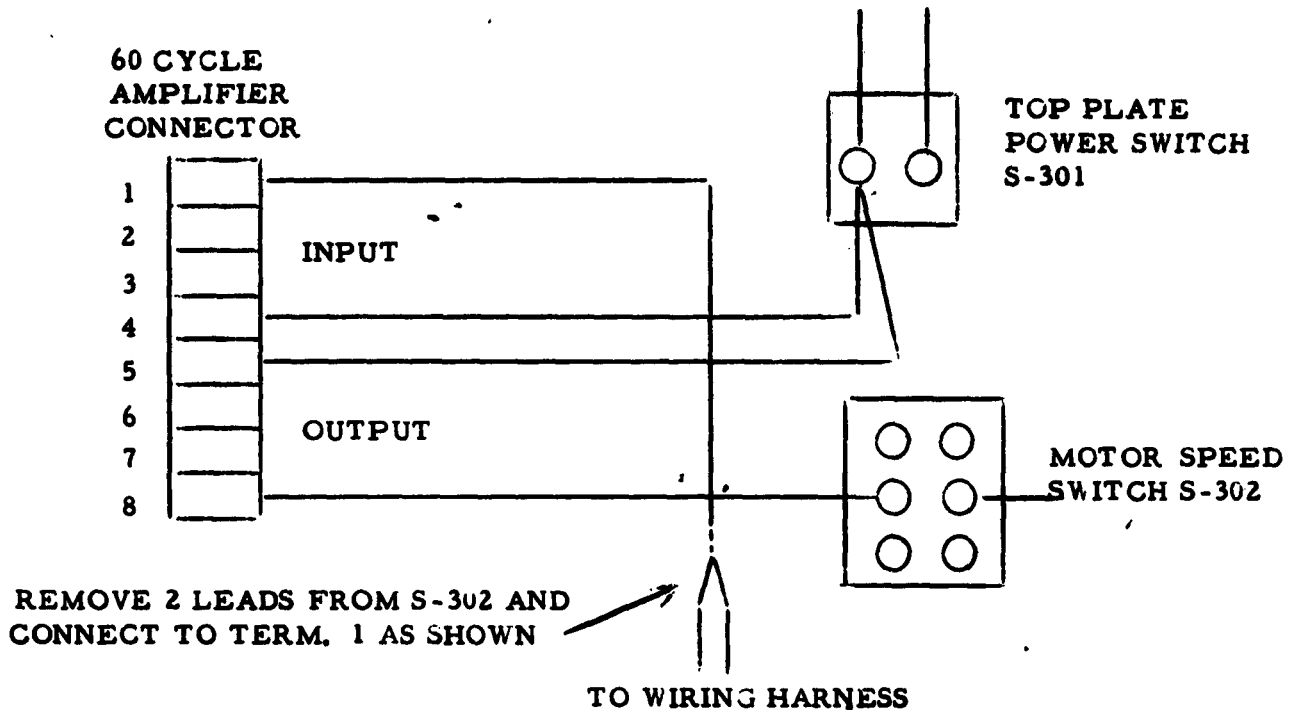 60 CYCLE
AMPLIFIER
CONNECTOR
1
2
3
4
5
6
7
8
INPUT
OUTPUT
TOP PLATE
POWER SWITCH
S-301
MOTOR SPEED
SWITCH S-302
REMOVE 2 LEADS FROM S-302 AND
CONNECT TO TERM. 1 AS SHOWN
TO WIRING HARNESS